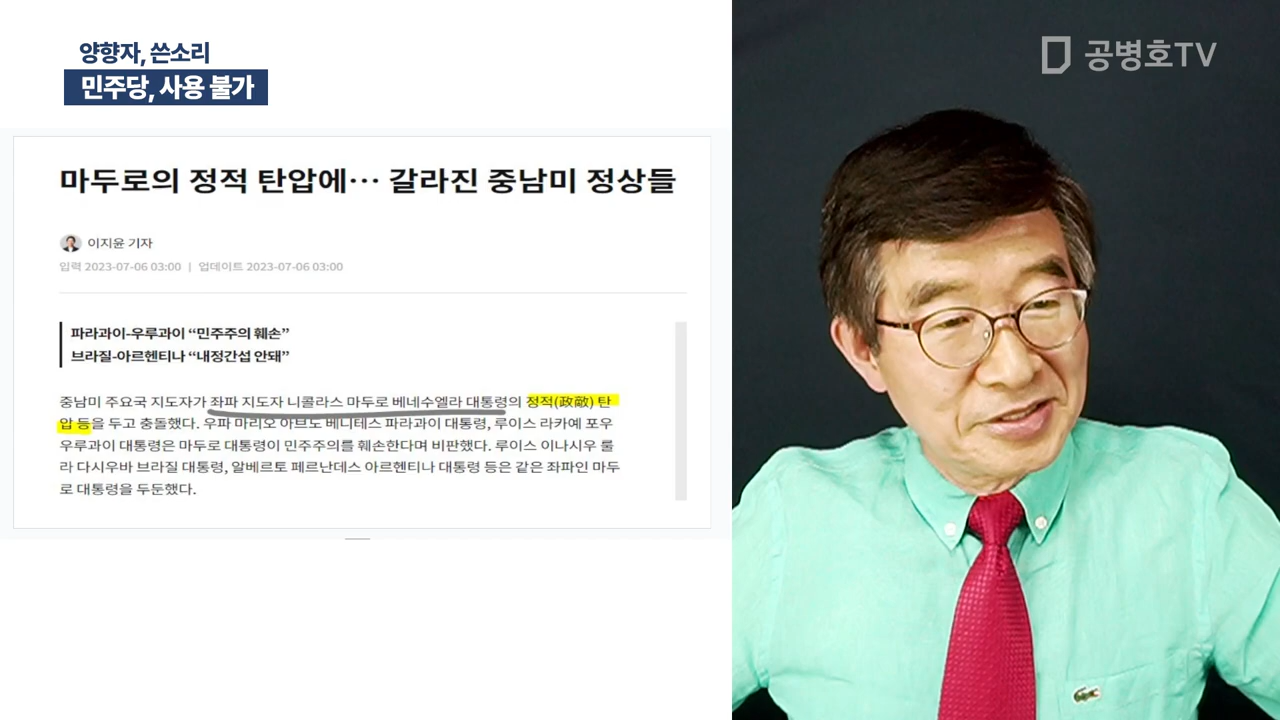 양향자, 쓴소리
민주당, 사용 불가
공병호TV
마두로의 정적 탄압에… 갈라진 중남미 정상들
이지윤 기자
입력 2023-07-06 03:00 | 업데이트 2023-07-06 03:00
파라과이-우루과이 “민주주의 훼손”
브라질-아르헨티나 “내정간섭 안돼”
중남미 주요국 지도자가 좌파 지도자 니콜라스 마두로 베네수엘라 대통령의 정적(政敵) 탄
압 등을 두고 충돌했다. 우파 마리오 아브도 베니테스 파라과이 대통령, 루이스 라카예 포우
우루과이 대통령은 마두로 대통령이 민주주의를 훼손한다며 비판했다. 루이스 이나시우 룰
라 다시우바 브라질 대통령, 알베르토 페르난데스 아르헨티나 대통령 등은 같은 좌파인 마두
로 대통령을 두둔했다.